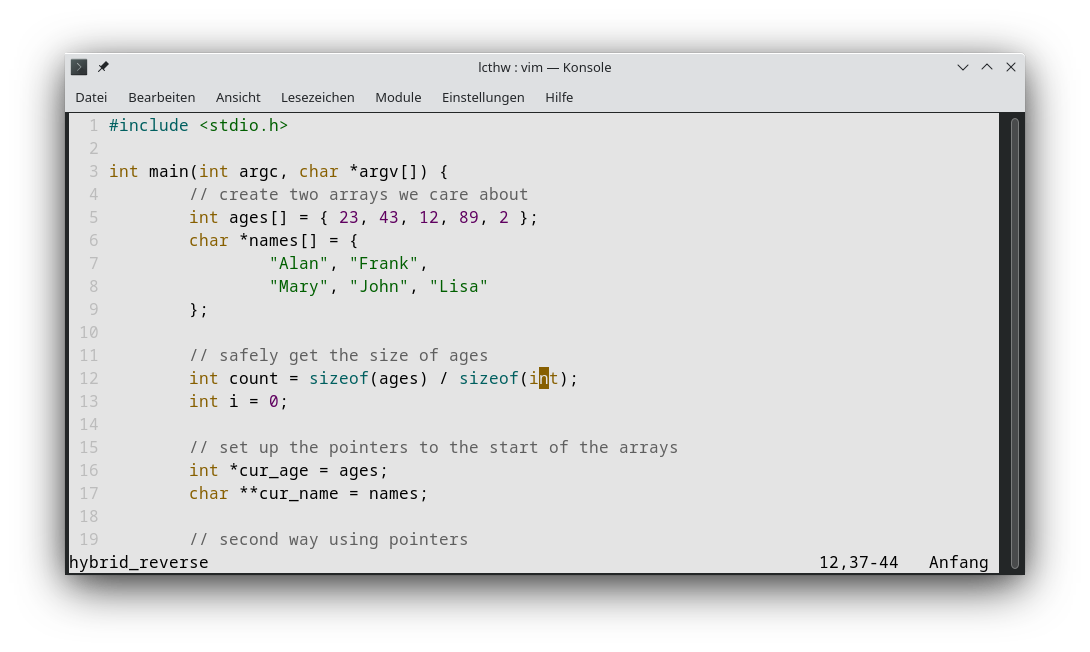 lcthw : vim — Konsole
Datei Bearbeiten Ansicht Lesezeichen Module Einstellungen Hilfe
1 #include <stdio.h>
2
3 int main(int argc, char *argv[]) {
4         // create two arrays we care about
5         int ages[] = { 23, 43, 12, 89, 2 };
6         char *names[] = {
7                 "Alan", "Frank",
8                 "Mary", "John", "Lisa"
9         };
10
11         // safely get the size of ages
12         int count = sizeof(ages) / sizeof(int);
13         int i = 0;
14
15         // set up the pointers to the start of the arrays
16         int *cur_age = ages;
17         char **cur_name = names;
18
19         // second way using pointers
hybrid_reverse 12,37-44 Anfang